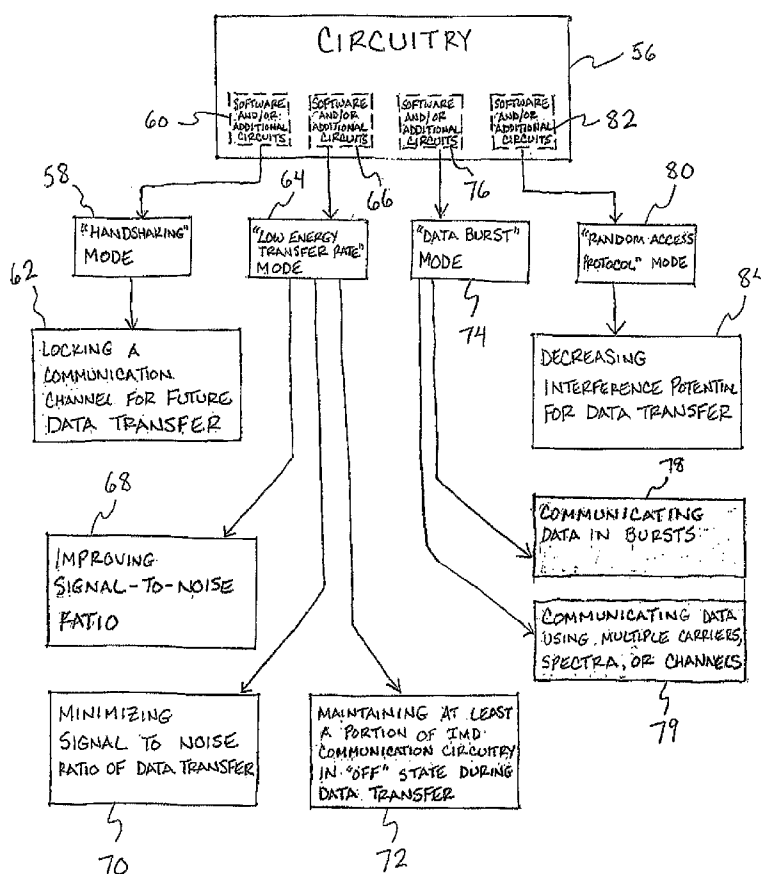 CIRCUITRY
56
SOFTWARE
AND/OR
ADDITIONAL
CIRCUITS
60
SOFTWARE
AND/OR
ADDITIONAL
CIRCUITS
66
SOFTWARE
AND/OR
ADDITIONAL
CIRCUITS
76
SOFTWARE
AND/OR
ADDITIONAL
CIRCUITS
82
58
"HANDSHAKING"
MODE
64
"LOW ENERGY
TRANSFER RATE"
MODE
"DATA BURST"
MODE
74
80
"RANDOM ACCESS
PROTOCOL" MODE
62
LOCKING A
COMMUNICATION
CHANNEL FOR FUTURE
DATA TRANSFER
84
DECREASING
INTERFERENCE POTENTIAL
FOR DATA TRANSFER
68
IMPROVING
SIGNAL-TO-NOISE
RATIO
78
COMMUNICATING
DATA IN BURSTS
COMMUNICATING DATA
USING MULTIPLE CARRIERS,
SPECTRA, OR CHANNELS
79
MINIMIZING
SIGNAL TO NOISE
RATIO OF DATA TRANSFER
70
MAINTAINING AT LEAST
A PORTION OF IMD
COMMUNICATION CIRCUITRY
IN "OFF" STATE DURING
DATA TRANSFER
72